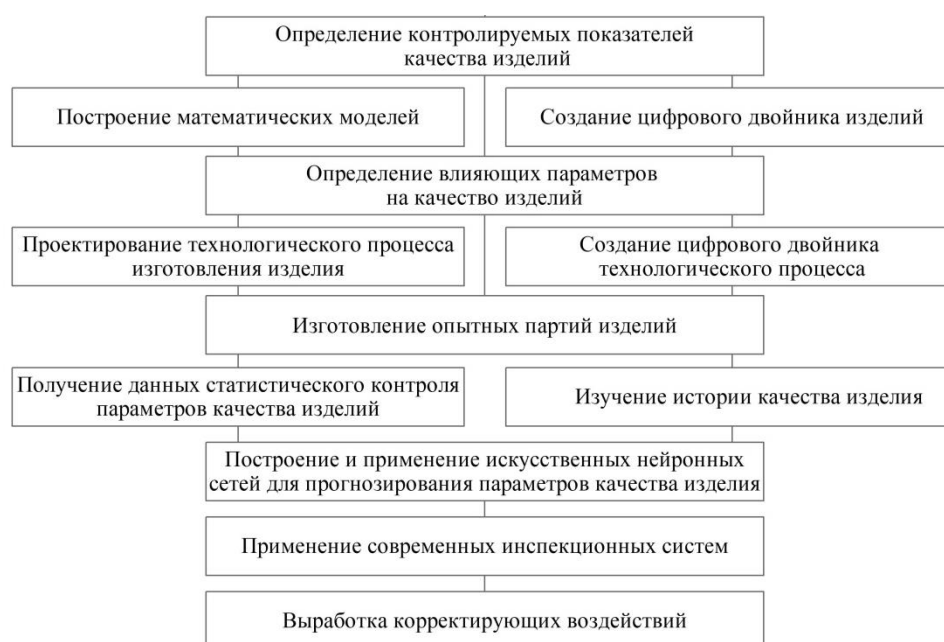 Определение контролируемых показателей
качества изделий
Построение математических моделей
Создание цифрового двойника изделий
Определение влияющих параметров
на качество изделий
Проектирование технологического процесса
изготовления изделия
Создание цифрового двойника
технологического процесса
Изготовление опытных партий изделий
Получение данных статистического контроля
параметров качества изделий
Изучение истории качества изделия
Построение и применение искусственных нейронных
сетей для прогнозирования параметров качества изделия
Применение современных инспекционных систем
Выработка корректирующих воздействий